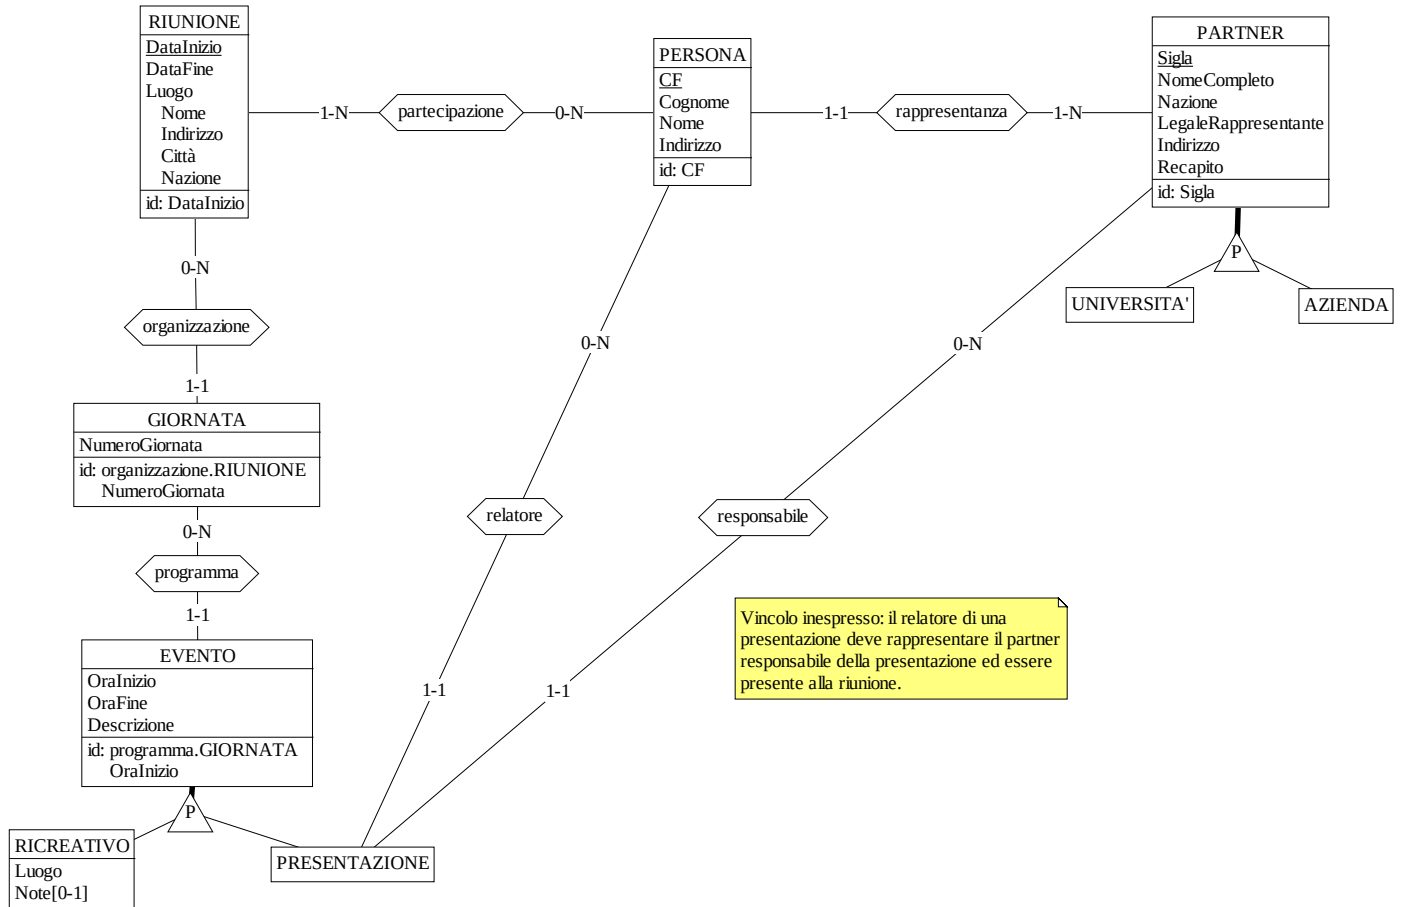 RIUNIONE
DataInizio
DataFine
Luogo
Nome
Indirizzo
Città
Nazione
id: DataInizio
1-N
partecipazione
0-N
PERSONA
CF
Cognome
Nome
Indirizzo
id: CF
1-1
rappresentanza
1-N
PARTNER
Sigla
NomeCompleto
Nazione
LegaleRappresentante
Indirizzo
Recapito
id: Sigla
P
UNIVERSITA'
AZIENDA
0-N
organizzazione
1-1
GIORNATA
NumeroGiornata
id: organizzazione.RIUNIONE
NumeroGiornata
0-N
programma
1-1
EVENTO
OraInizio
OraFine
Descrizione
id: programma.GIORNATA
OraInizio
P
RICREATIVO
Luogo
Note[0-1]
PRESENTAZIONE
0-N
relatore
1-1
0-N
responsabile
1-1
Vincolo inespresso: il relatore di una
presentazione deve rappresentare il partner
responsabile della presentazione ed essere
presente alla riunione.